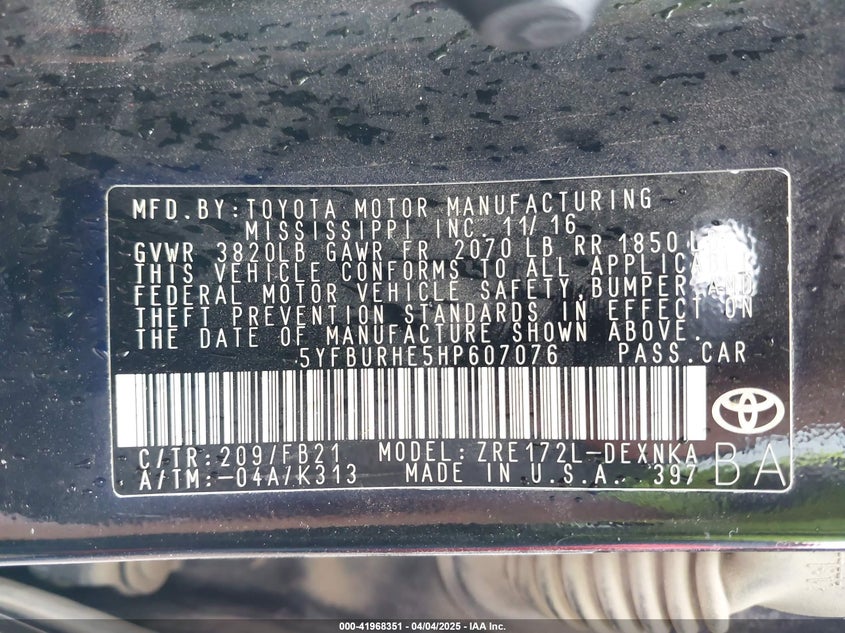 MFD.BY:TOYOTA MOTOR MANUFACTURING
MISSISSIPPI INC. 11/16
GVWR 3820LB GAWR FR 2070 LB RR 1850
THIS VEHICLE CONFORMS TO ALL
FEDERAL MOTOR VEHICLE SAFETY,BUMPER,AND
THEFT PREVENTION STANDARDS IN EFFECT ON
THE DATE OF MANUFACTURE SHOWN ABOVE.
5YFBURHE5HP607076 PASS.CAR
C/TR:209/FB21 MODEL:ZRE172L-DEXNKA
A/TM:-04A/K313 MADE IN U.S.A. 397
BA
000-41968351 - 04/04/2025 - IAA Inc.